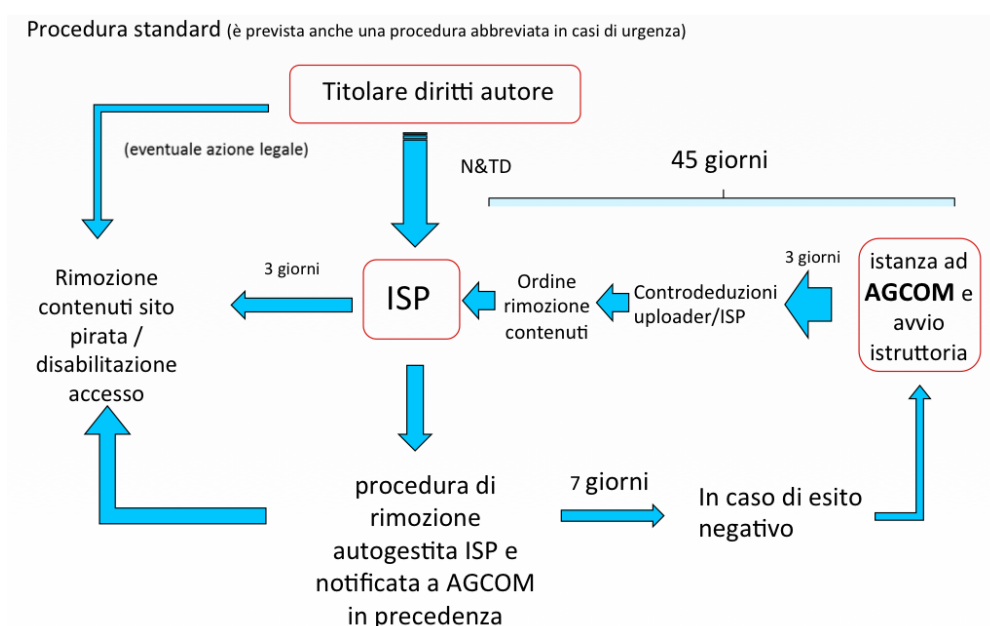 Procedura standard (è prevista anche una procedura abbreviata in casi di urgenza)
Titolare diritti autore
(eventuale azione legale)
N&TD
45 giorni
3 giorni
ISP
Ordine
rimozione
contenuti
Controdeduzioni
uploader/ISP
3 giorni
istanza ad
AGCOM e
avvio
istruttoria
Rimozione
contenuti sito
pirata /
disabilitazione
accesso
procedura di
rimozione
autogestita ISP e
notificata a AGCOM
in precedenza
7 giorni
In caso di esito
negativo